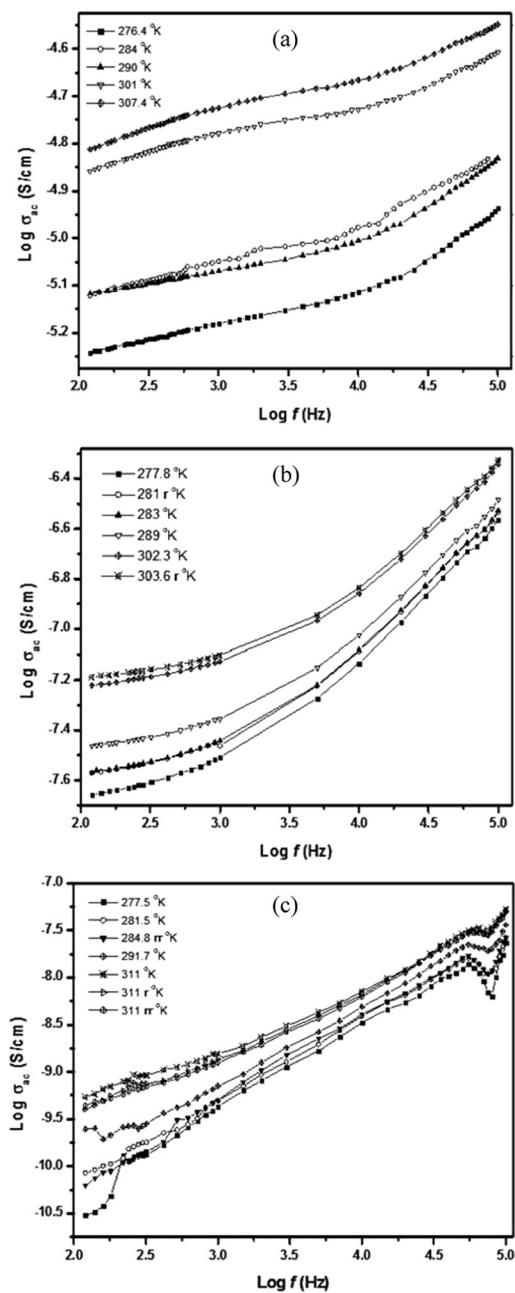 (a)
276.4 °K
284 °K
290 °K
301 °K
307.4 °K
-4.6
-4.7
-4.8
-4.9
-5.0
-5.1
-5.2
Log σac (S/cm)
2.0 2.5 3.0 3.5 4.0 4.5 5.0
Log f (Hz)
(b)
277.8 °K
281 r °K
283 °K
289 °K
302.3 °K
303.6 r °K
-6.4
-6.6
-6.8
-7.0
-7.2
-7.4
-7.6
Log σac (S/cm)
2.0 2.5 3.0 3.5 4.0 4.5 5.0
Log f (Hz)
(c)
277.5 °K
281.5 °K
284.8 rr °K
291.7 °K
311 °K
311 r °K
311 rr °K
-7.0
-7.5
-8.0
-8.5
-9.0
-9.5
-10.0
-10.5
Log σac (S/cm)
2.0 2.5 3.0 3.5 4.0 4.5 5.0
Log f (Hz)